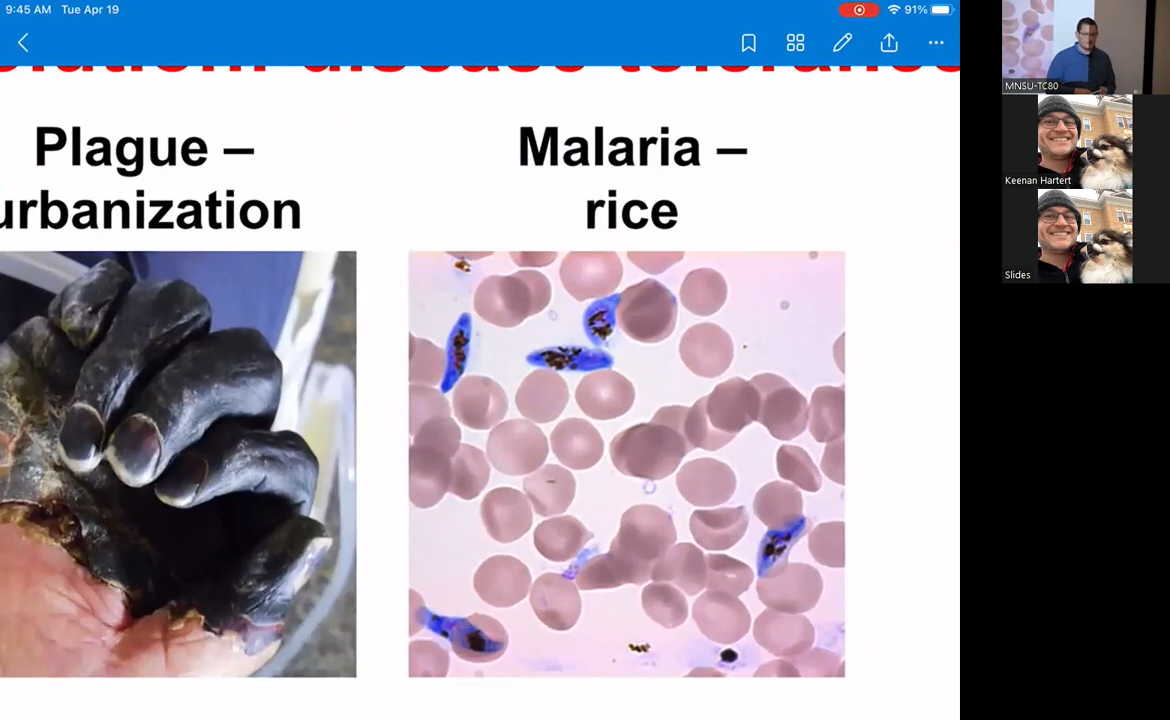 9:45 AM Tue Apr 19
91%
Plague –
urbanization
Malaria –
rice
MNSU-TC80
Keenan Hartert
Slides